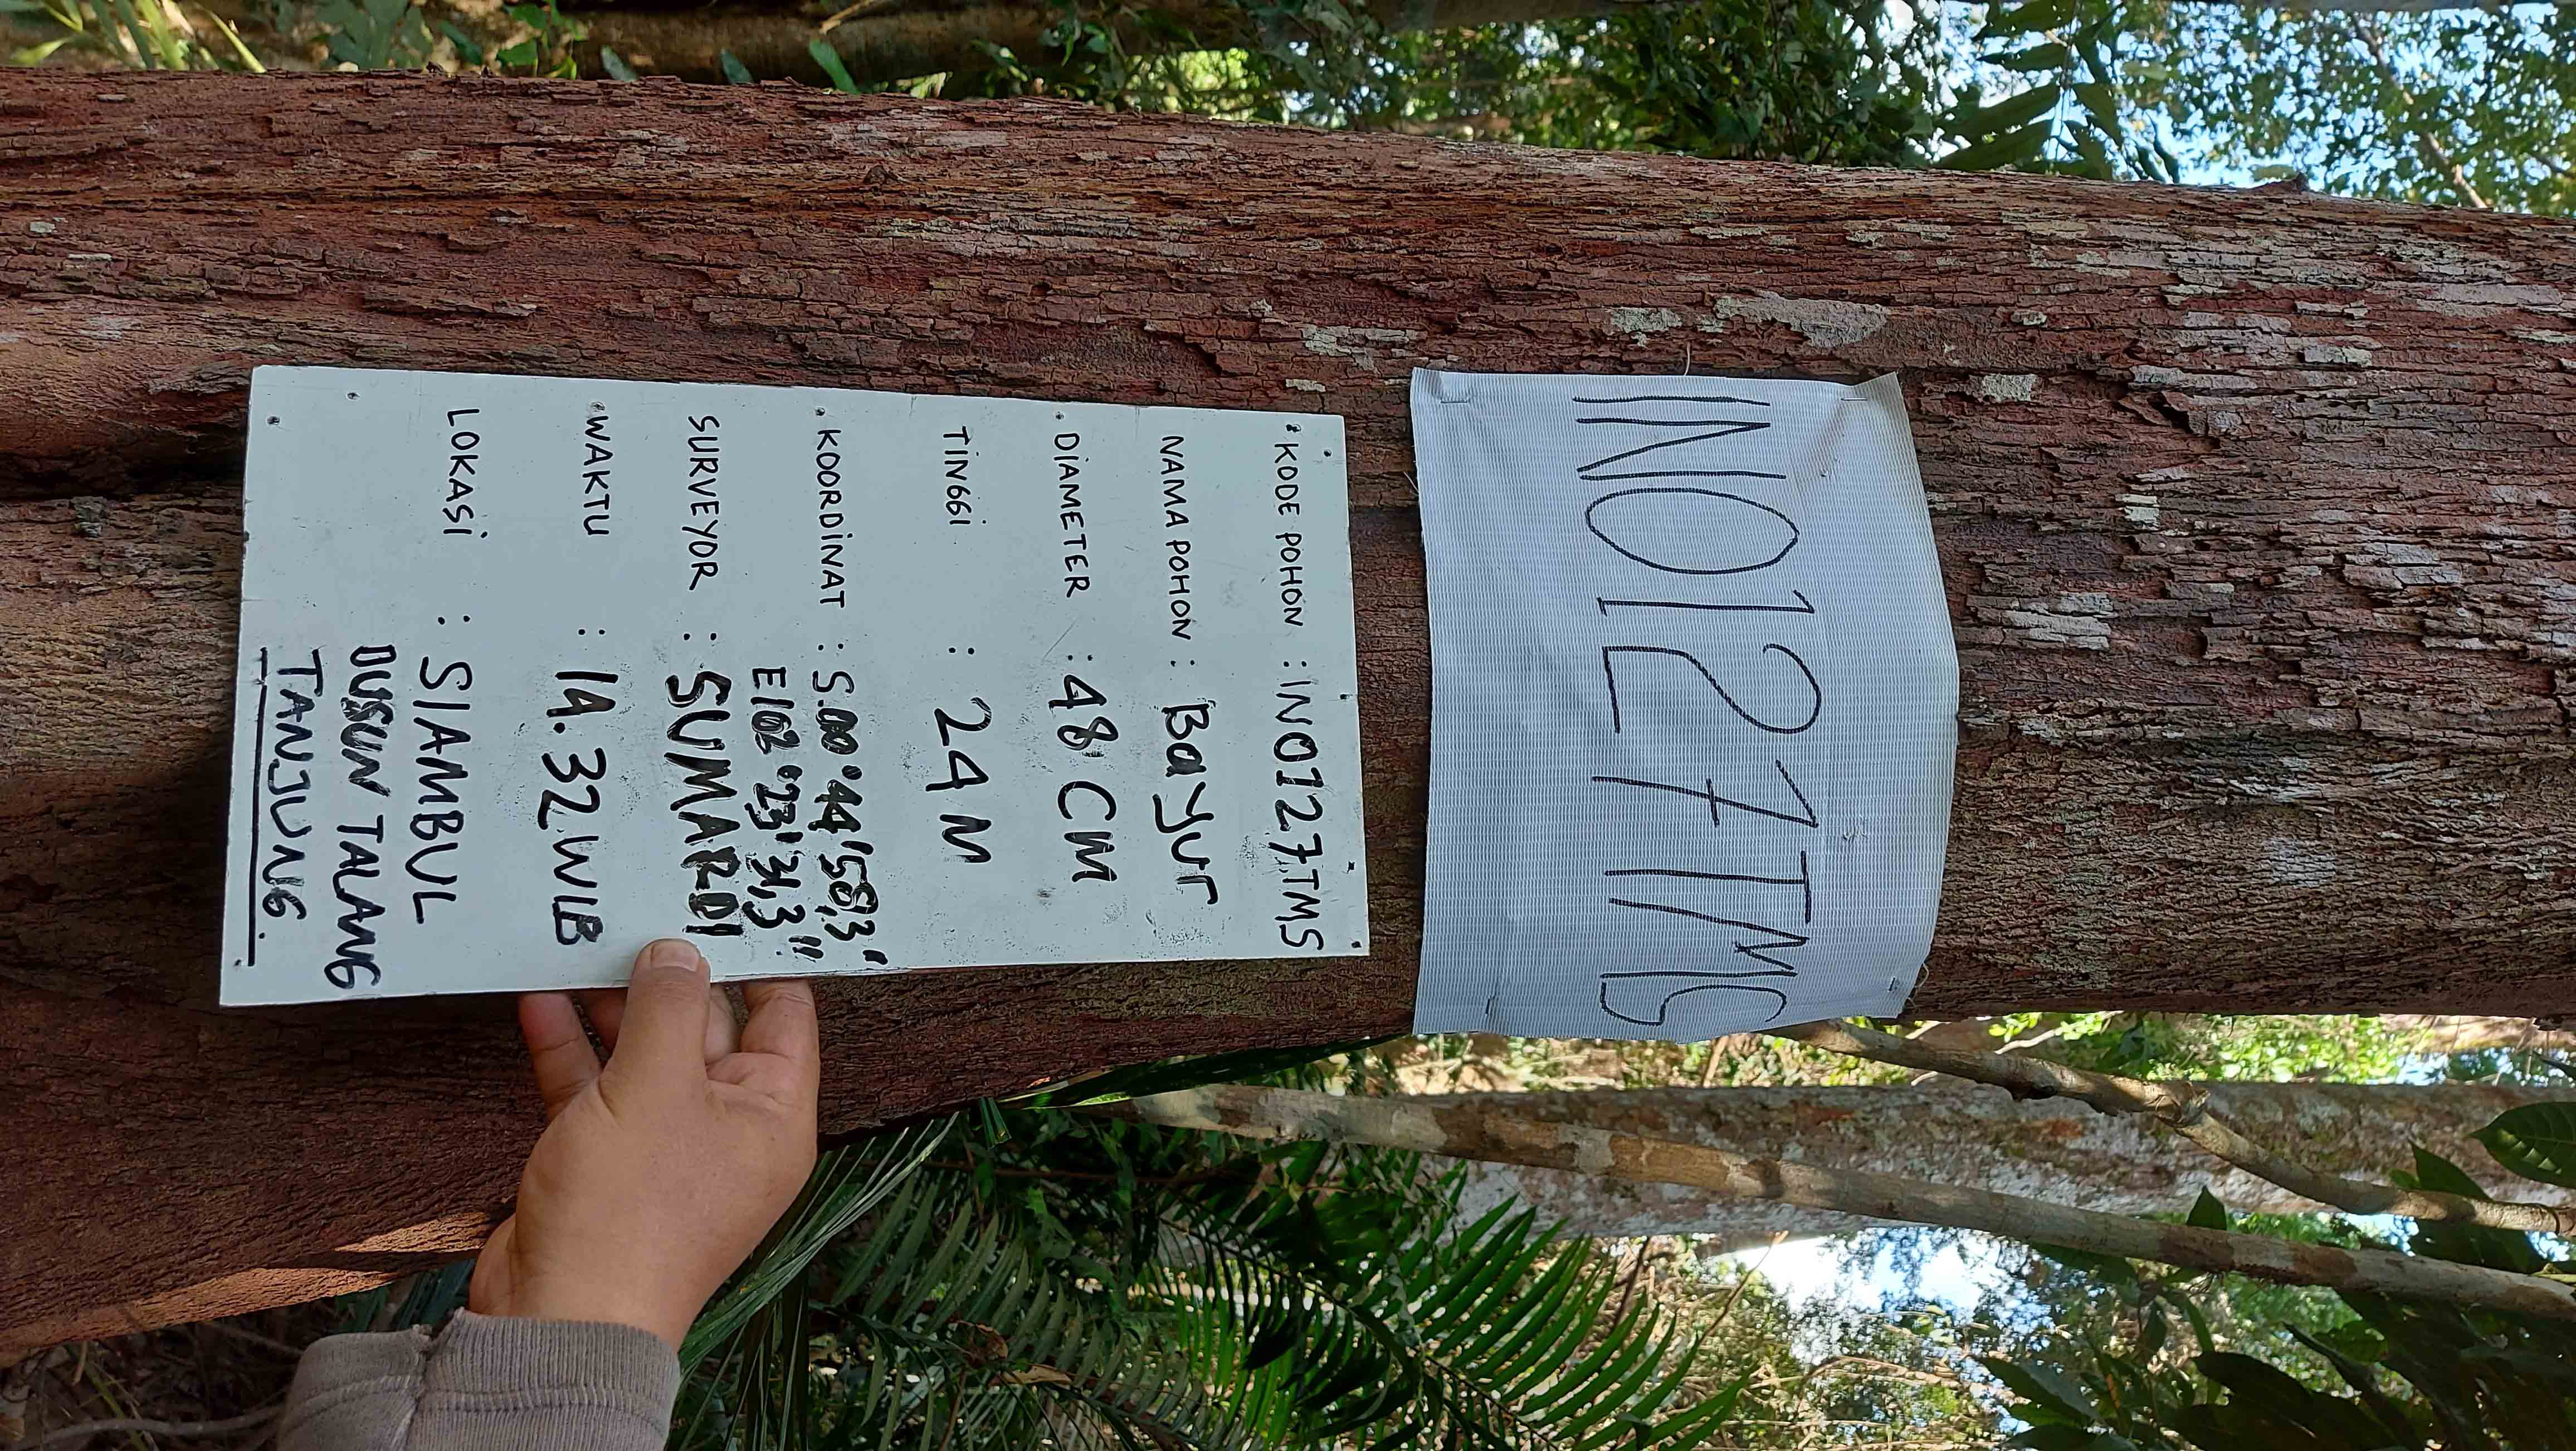 IN0127TMS
KODE POHON : IN0127TMS
NAMA POHON : Bayur
DIAMETER : 48 CM
TINGGI : 24 M
KOORDINAT : S.00°44'58,3"
E102°23'31,3"
SURVEYOR : SUMARDI
WAKTU : 14.32 WIB
LOKASI : SIAMBUL
DUSUN TALANG
TANJUNG.